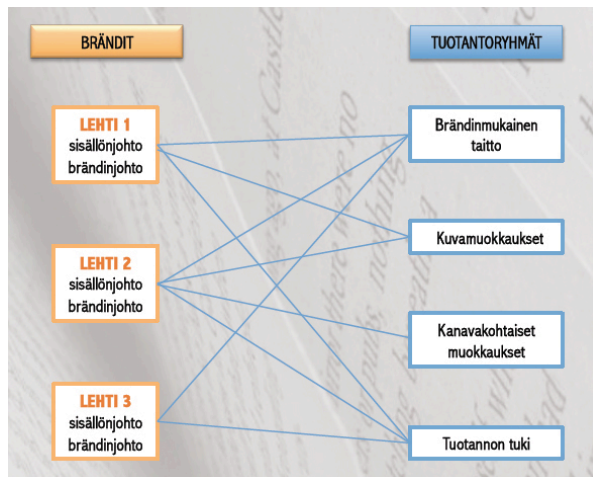 BRÄNDIT
TUOTANTORYHMÄT
LEHTI 1
sisällönjohto
brändinjohto
LEHTI 2
sisällönjohto
brändinjohto
LEHTI 3
sisällönjohto
brändinjohto
Brändinmukainen
taitto
Kuvamuokkaukset
Kanavakohtaiset
muokkaukset
Tuotannon tuki